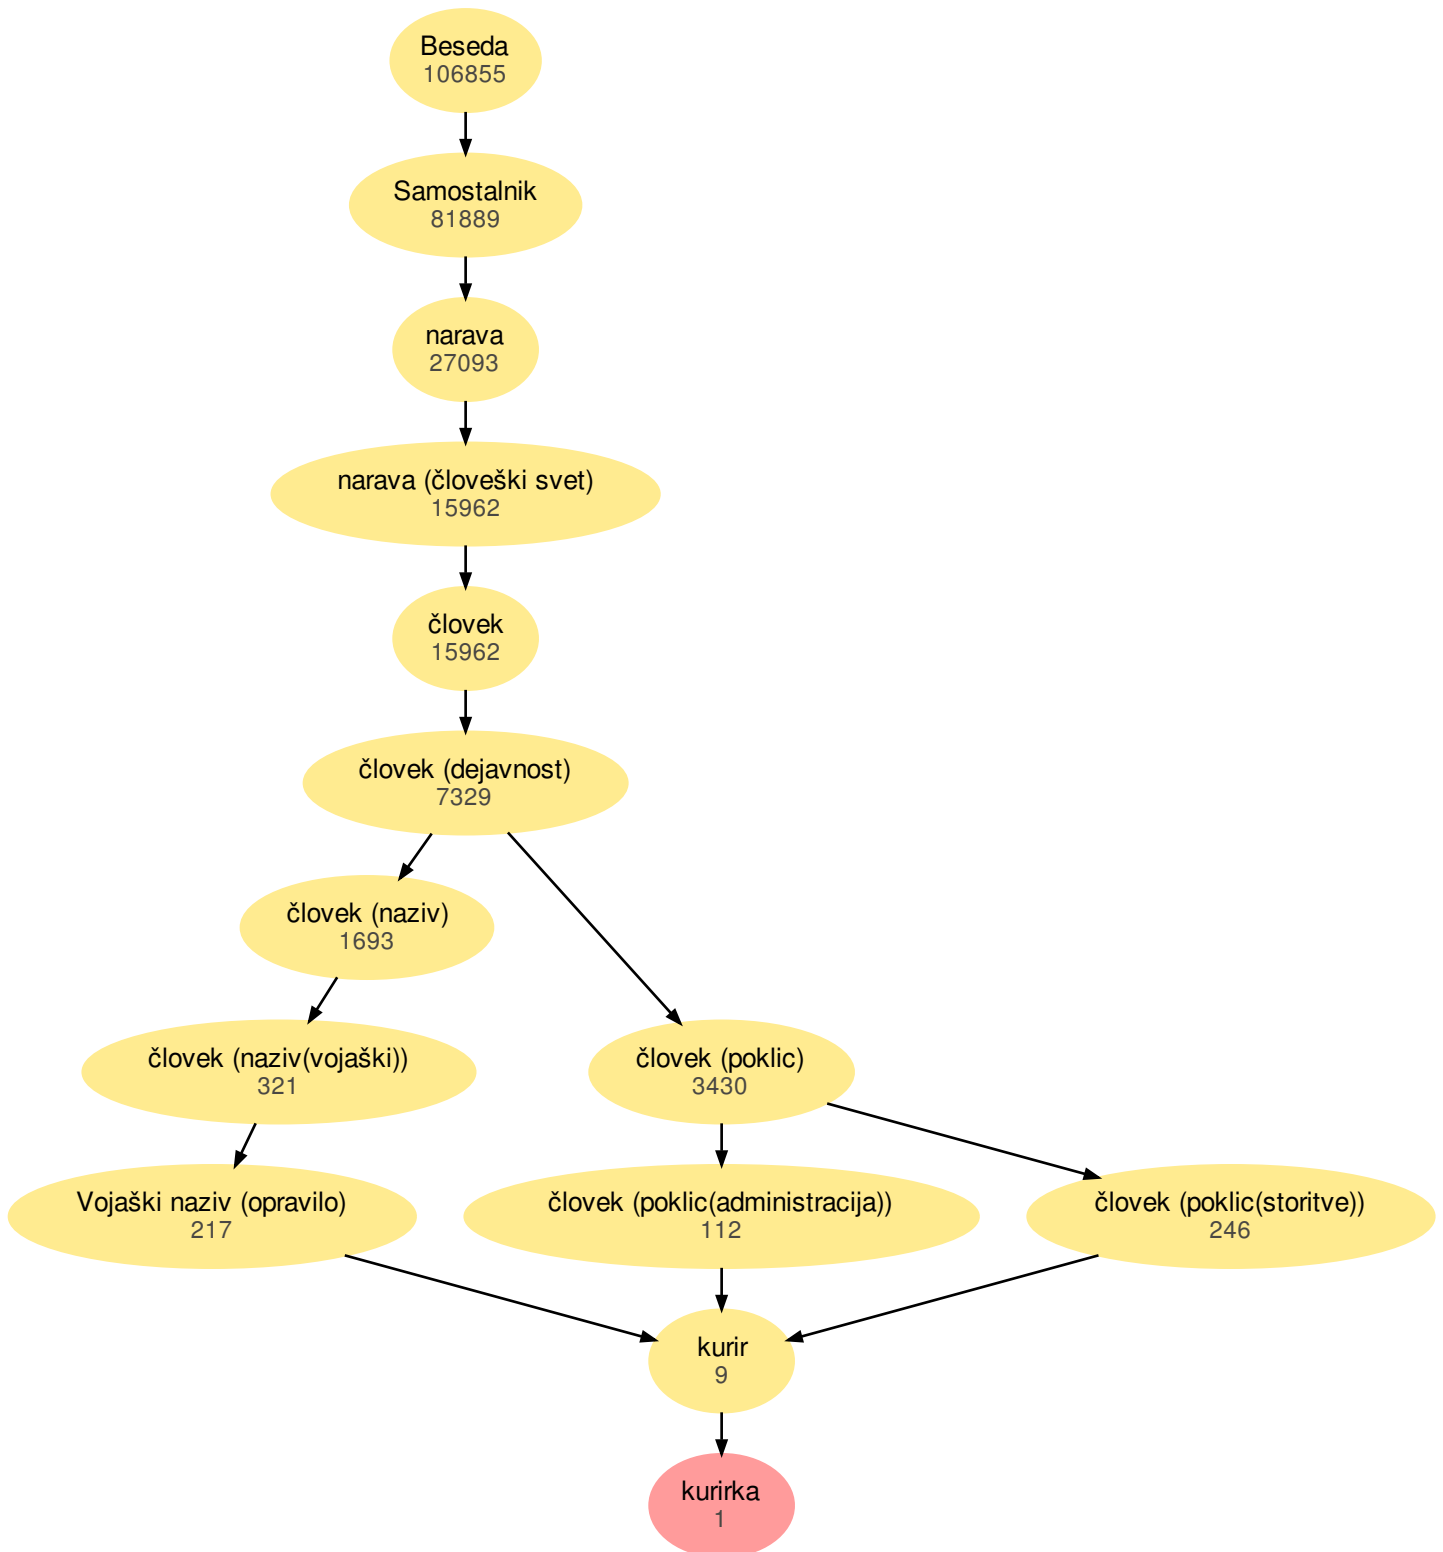 Beseda
106855
Samostalnik
81889
narava
27093
narava (človeški svet)
15962
človek
15962
človek (dejavnost)
7329
človek (naziv)
1693
človek (naziv(vojaški))
321
človek (poklic)
3430
Vojaški naziv (opravilo)
217
človek (poklic(administracija))
112
človek (poklic(storitve))
246
kurir
9
kurirka
1